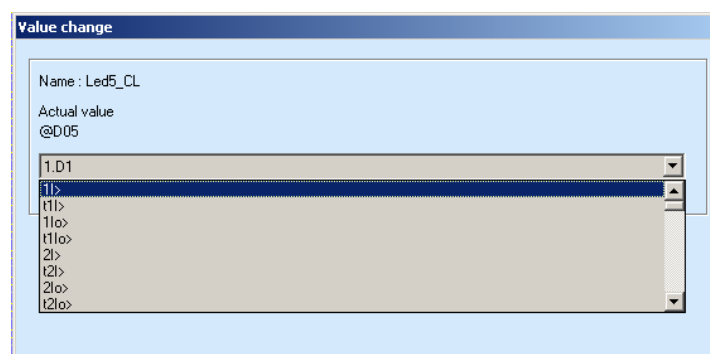 Value change
Name : Led5_CL
Actual value
@D05
1.D1
1I>
t1I>
1Io>
t1Io>
2I>
t2I>
2Io>
t2Io>